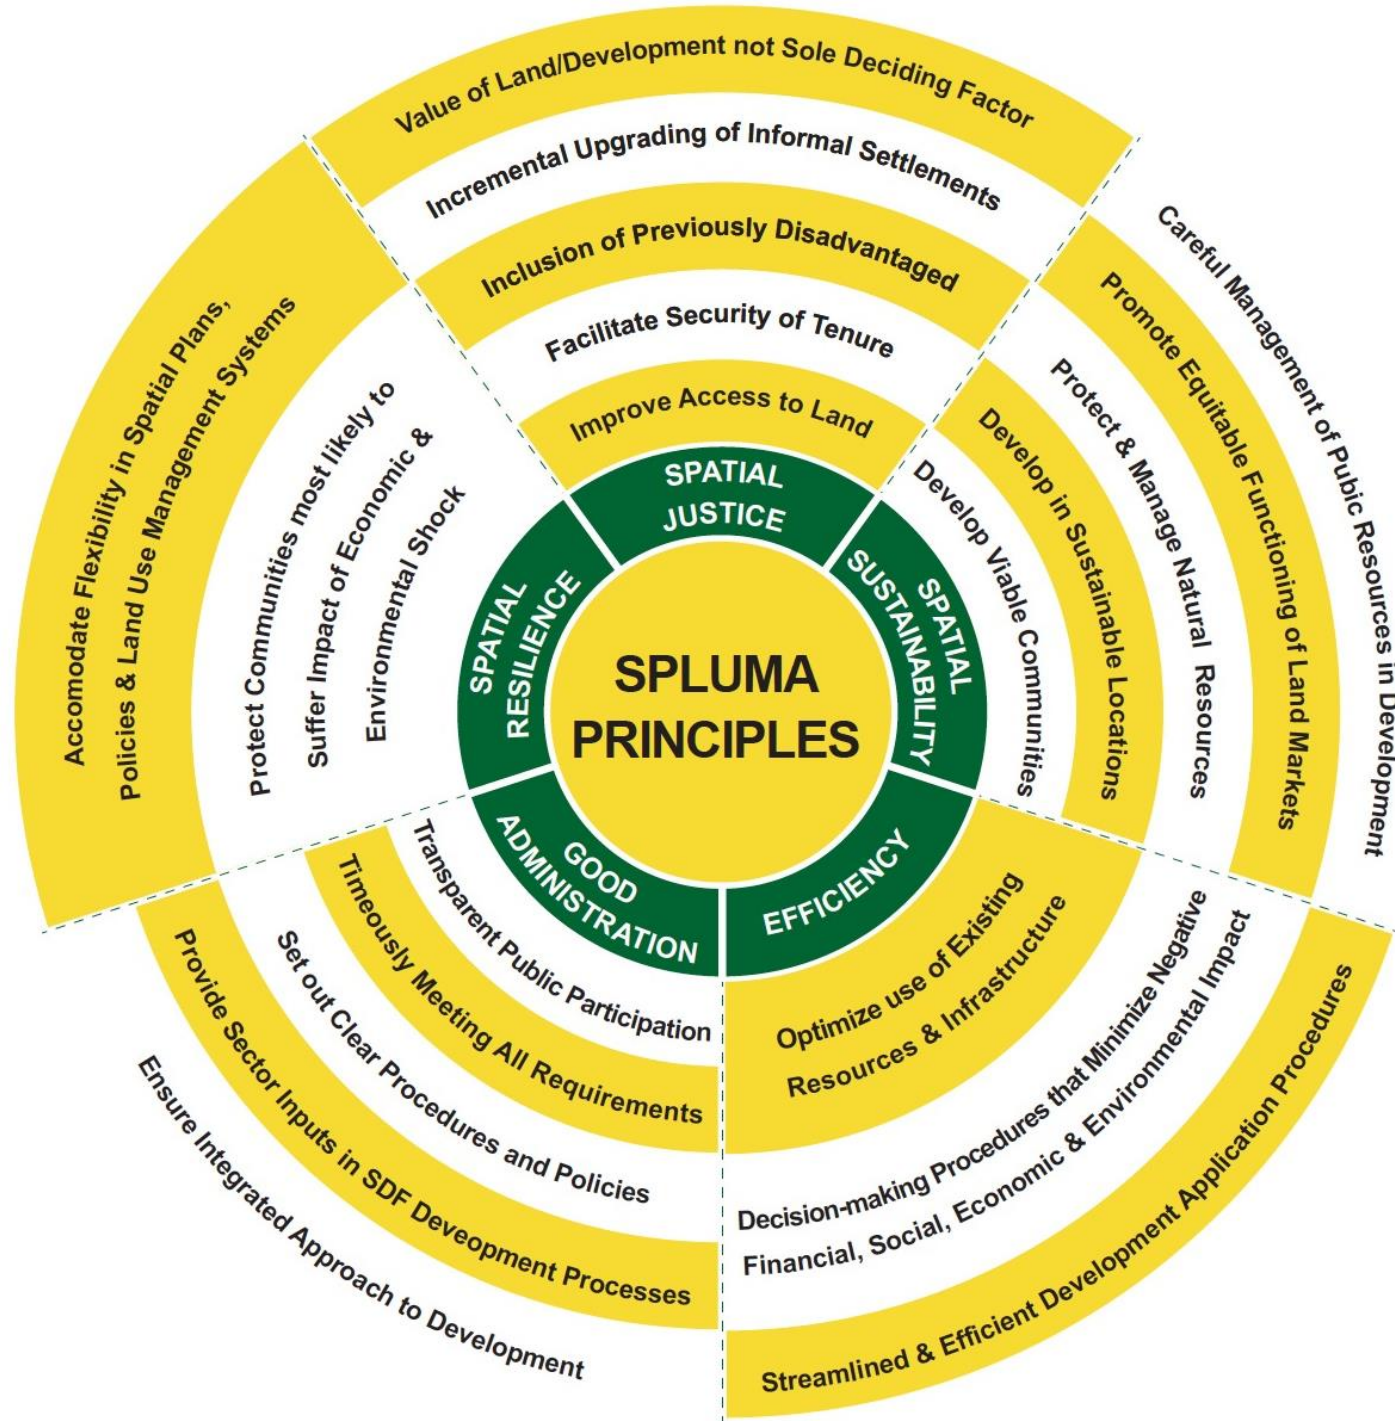 SPLUMA
PRINCIPLES
SPATIAL
JUSTICE
Improve Access to Land
Facilitate Security of Tenure
Inclusion of Previously Disadvantaged
Incremental Upgrading of Informal Settlements
Value of Land/Development not Sole Deciding Factor
SPATIAL
SUSTAINABILITY
Develop Viable Communities
Develop in Sustainable Locations
Protect & Manage Natural Resources
Promote Equitable Functioning of Land Markets
Careful Management of Pubic Resources in Development
EFFICIENCY
Optimize use of Existing
Resources & Infrastructure
Decision-making Procedures that Minimize Negative
Financial, Social, Economic & Environmental Impact
Streamlined & Efficient Development Application Procedures
GOOD
ADMINISTRATION
Transparent Public Participation
Timeously Meeting All Requirements
Set out Clear Procedures and Policies
Provide Sector Inputs in SDF Deveopment Processes
Ensure Integrated Approach to Development
SPATIAL
RESILIENCE
Protect Communities most likely to
Suffer Impact of Economic &
Environmental Shock
Accomodate Flexibility in Spatial Plans,
Policies & Land Use Management Systems